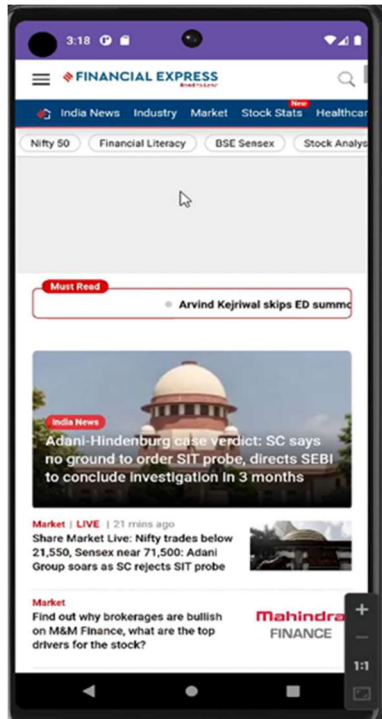 3:18
FINANCIAL EXPRESS
New
India News Industry Market Stock Stats Healthcar
Nifty 50 Financial Literacy BSE Sensex Stock Analys
Must Read
Arvind Kejriwal skips ED summo
India News
Adani-Hindenburg case verdict: SC says
no ground to order SIT probe, directs SEBI
to conclude investigation in 3 months
Market | LIVE | 21 mins ago
Share Market Live: Nifty trades below
21,550, Sensex near 71,500: Adani
Group soars as SC rejects SIT probe
Market
Find out why brokerages are bullish
on M&M Finance, what are the top
drivers for the stock?
Mahindra
FINANCE
1:1